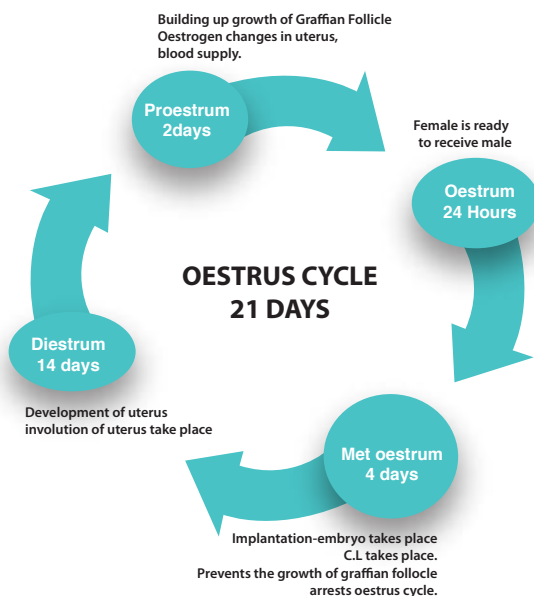 Building up growth of Graffian Follicle
Oestrogen changes in uterus,
blood supply.
Proestrum
2days
Female is ready
to receive male
Oestrum
24 Hours
OESTRUS CYCLE
21 DAYS
Diestrum
14 days
Development of uterus
involution of uterus take place
Met oestrum
4 days
Implantation-embryo takes place
C.L takes place.
Prevents the growth of graffian follocle
arrests oestrus cycle.